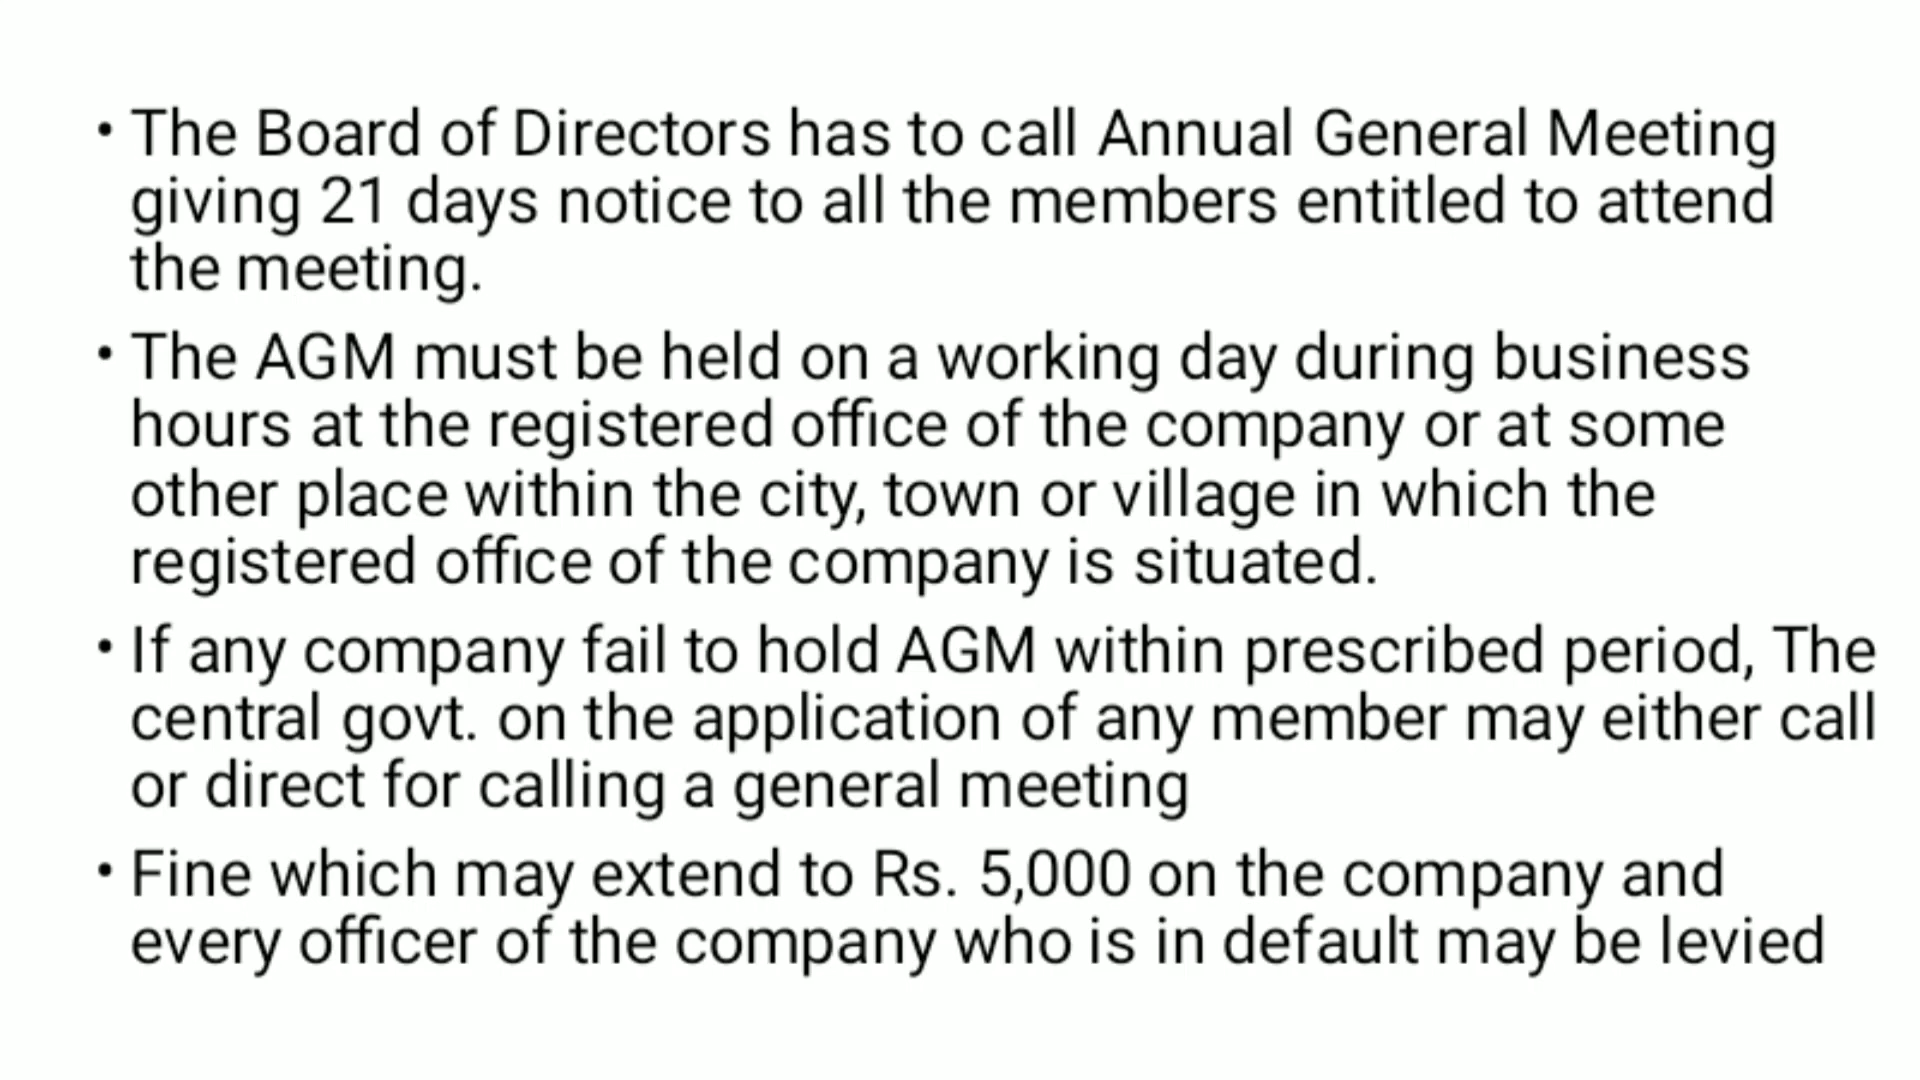 • The Board of Directors has to call Annual General Meeting
giving 21 days notice to all the members entitled to attend
the meeting.
• The AGM must be held on a working day during business
hours at the registered office of the company or at some
other place within the city, town or village in which the
registered office of the company is situated.
• If any company fail to hold AGM within prescribed period, The
central govt. on the application of any member may either call
or direct for calling a general meeting
• Fine which may extend to Rs. 5,000 on the company and
every officer of the company who is in default may be levied